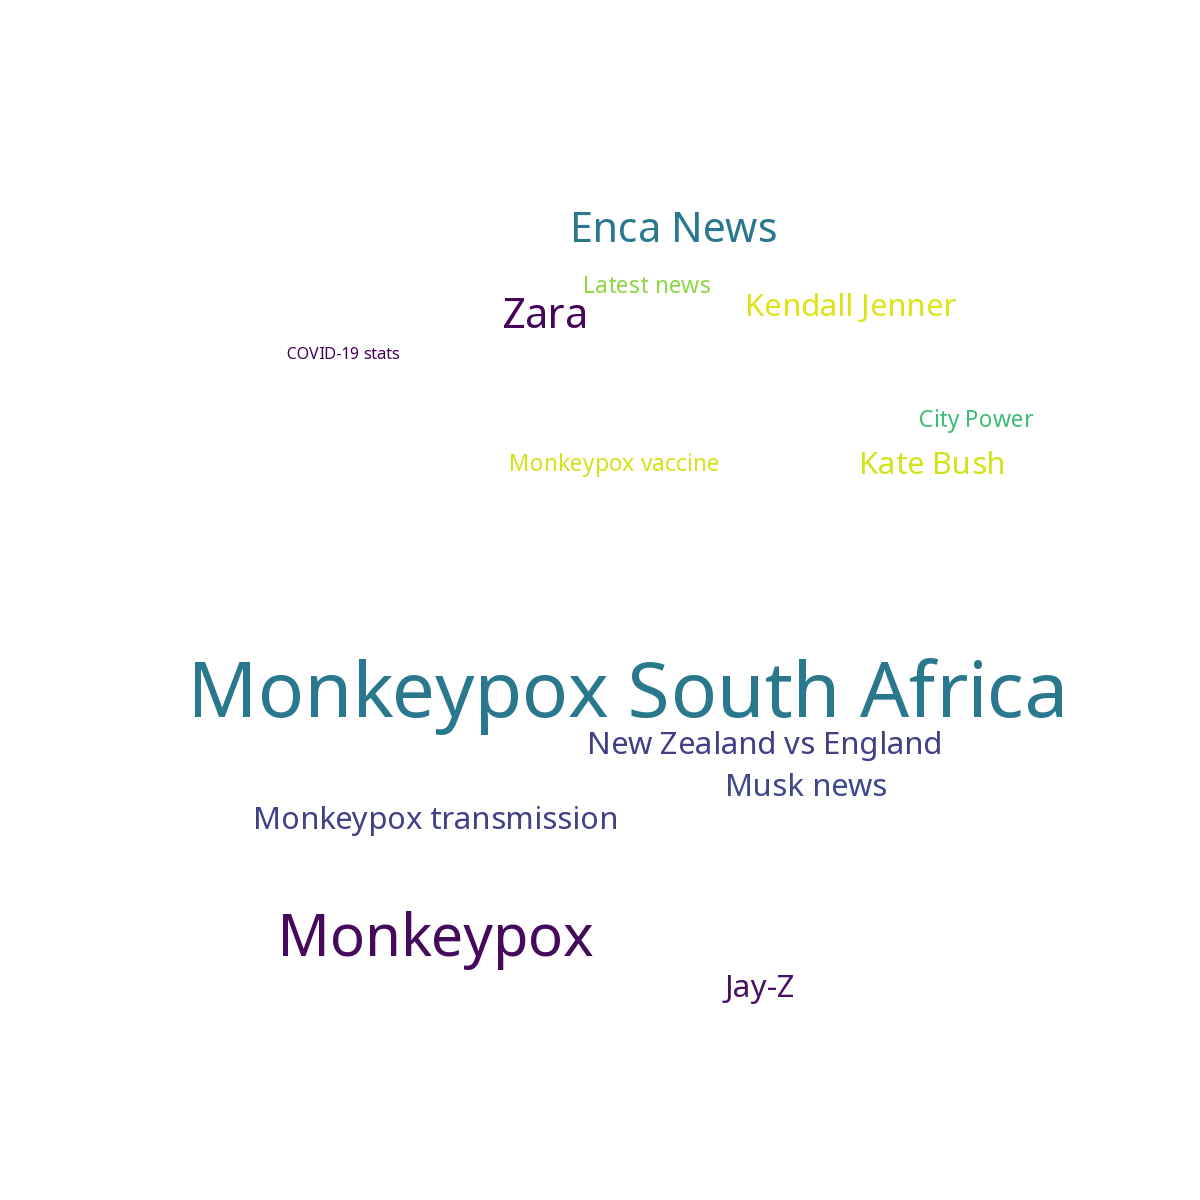 Enca News
Latest news
Kendall Jenner
Zara
COVID-19 stats
City Power
Monkeypox vaccine
Kate Bush
Monkeypox South Africa
New Zealand vs England
Musk news
Monkeypox transmission
Monkeypox
Jay-Z